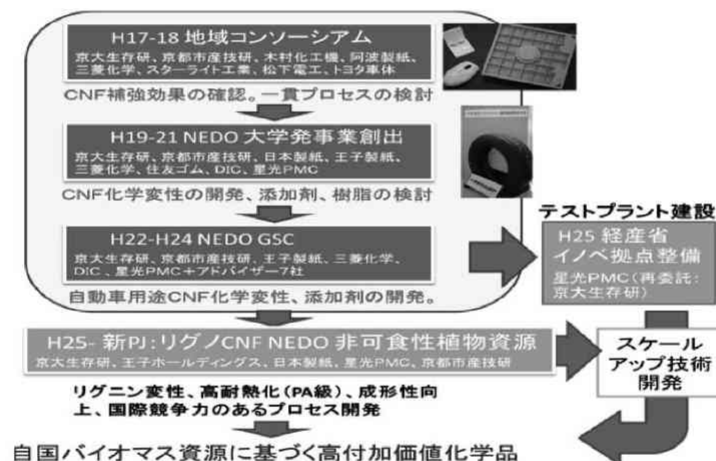 H17-18 地域コンソーシアム
京大生存研、京都市産技研、木村化工機、阿波製紙、
三菱化学、スターライト工業、松下電工、トヨタ車体
CNF補強効果の確認。一貫プロセスの検討
H19-21 NEDO 大学発事業創出
京大生存研、京都市産技研、日本製紙、王子製紙、
三菱化学、住友ゴム、DIC、星光PMC
CNF化学変性の開発、添加剤、樹脂の検討
H22-H24 NEDO GSC
京大生存研、京都市産技研、王子製紙、三菱化学、
DIC、星光PMC+アドバイザー7社
自動車用途CNF化学変性、添加剤の開発。
テストプラント建設
H25 経産省
イノベ拠点整備
星光PMC(再委託:
京大生存研)
H25- 新PJ:リグノCNF NEDO 非可食性植物資源
京大生存研、王子ホールディングス、日本製紙、星光PMC、京都市産技研
スケール
アップ技術
開発
リグニン変性、高耐熱化(PA級)、成形性向
上、国際競争力のあるプロセス開発
自国バイオマス資源に基づく高付加価値化学品